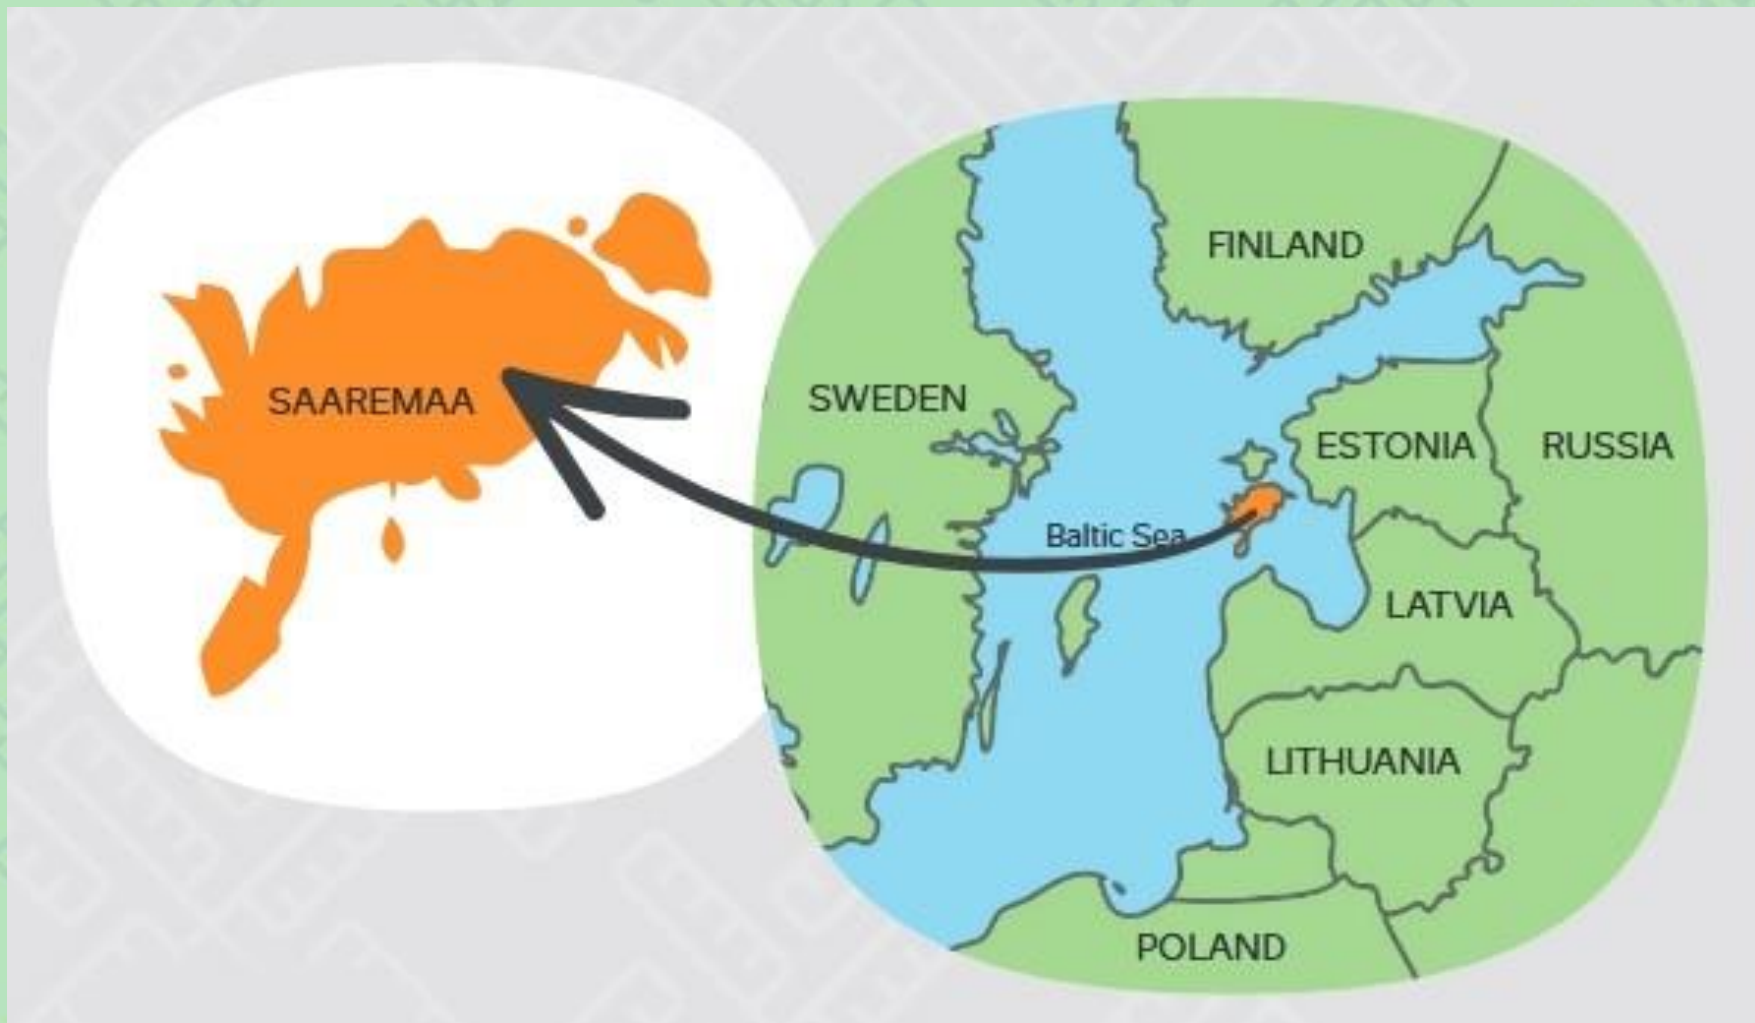 SAAREMAA
FINLAND
SWEDEN
ESTONIA
RUSSIA
Baltic Sea
LATVIA
LITHUANIA
POLAND